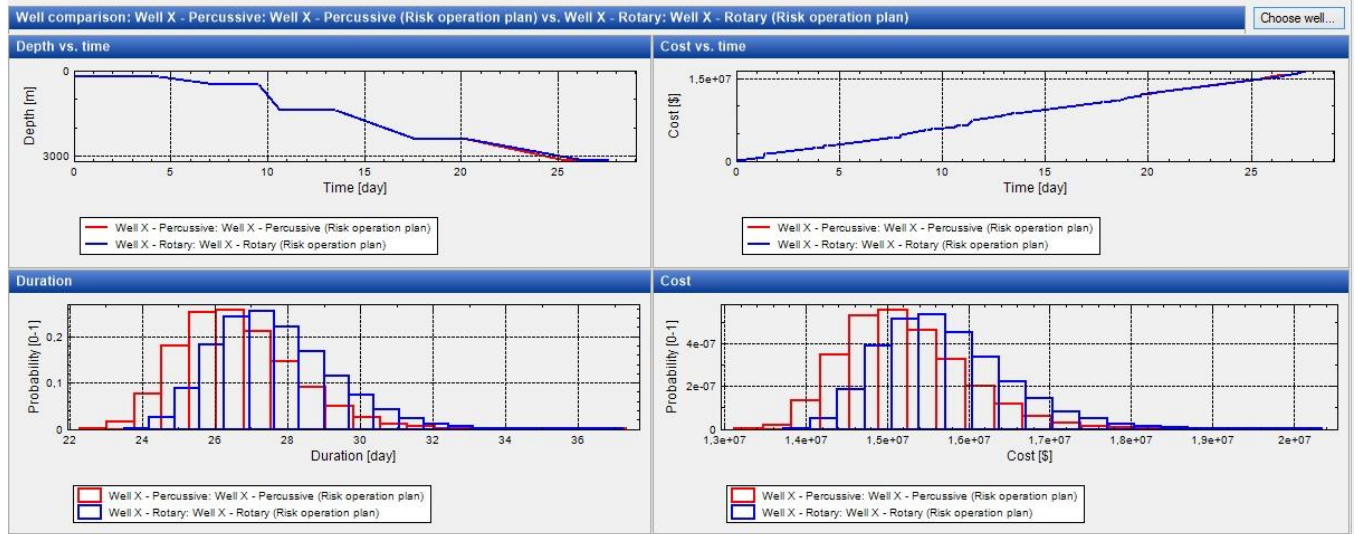 Well comparison: Well X - Percussive: Well X - Percussive (Risk operation plan) vs. Well X - Rotary: Well X - Rotary (Risk operation plan)
Choose well...
Depth vs. time
0
3000
Depth [m]
0 5 10 15 20 25
Time [day]
Well X - Percussive: Well X - Percussive (Risk operation plan)
Well X - Rotary: Well X - Rotary (Risk operation plan)
Cost vs. time
1,5e+07
0
Cost [$]
0 5 10 15 20 25
Time [day]
Well X - Percussive: Well X - Percussive (Risk operation plan)
Well X - Rotary: Well X - Rotary (Risk operation plan)
Duration
0,2
0,1
0
Probability [0-1]
22 24 26 28 30 32 34 36
Duration [day]
Well X - Percussive: Well X - Percussive (Risk operation plan)
Well X - Rotary: Well X - Rotary (Risk operation plan)
Cost
4e-07
2e-07
0
Probability [0-1]
1,3e+07 1,4e+07 1,5e+07 1,6e+07 1,7e+07 1,8e+07 1,9e+07 2e+07
Cost [$]
Well X - Percussive: Well X - Percussive (Risk operation plan)
Well X - Rotary: Well X - Rotary (Risk operation plan)